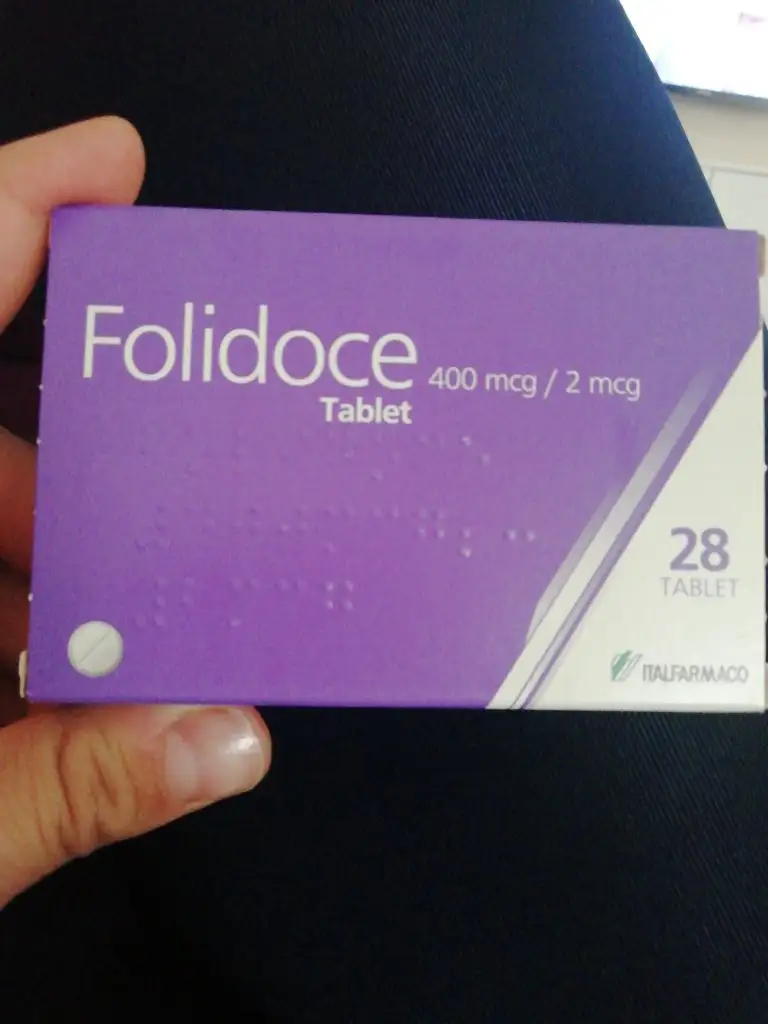 Folidoce 400 mcg / 2 mcg
Tablet
28
TABLET
ITALFARMACO